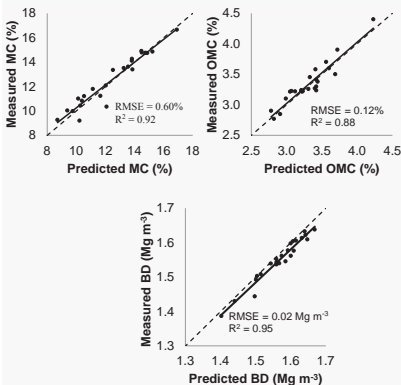 Measured MC (%)
18
16
14
12
10
8
RMSE = 0.60%
R² = 0.92
8 10 12 14 16 18
Predicted MC (%)
Measured OMC (%)
4.5
4.0
3.5
3.0
2.5
RMSE = 0.12%
R² = 0.88
2.5 3 3.5 4 4.5
Predicted OMC (%)
Measured BD (Mg m⁻³)
1.7
1.6
1.5
1.4
1.3
RMSE = 0.02 Mg m⁻³
R² = 0.95
1.3 1.4 1.5 1.6 1.7
Predicted BD (Mg m⁻³)